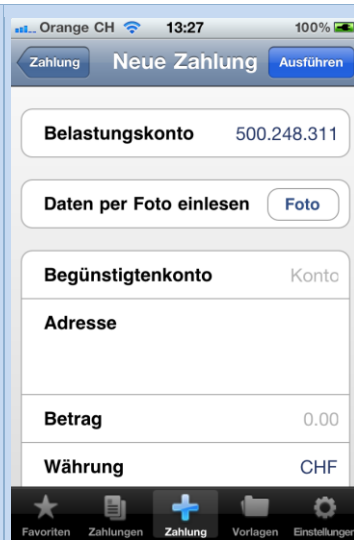 Orange CH 13:27 100%
Zahlung Neue Zahlung Ausführen
Belastungskonto 500.248.311
Daten per Foto einlesen Foto
Begünstigtenkonto Konto
Adresse
Betrag 0.00
Währung CHF
Favoriten Zahlungen Zahlung Vorlagen Einstellungen